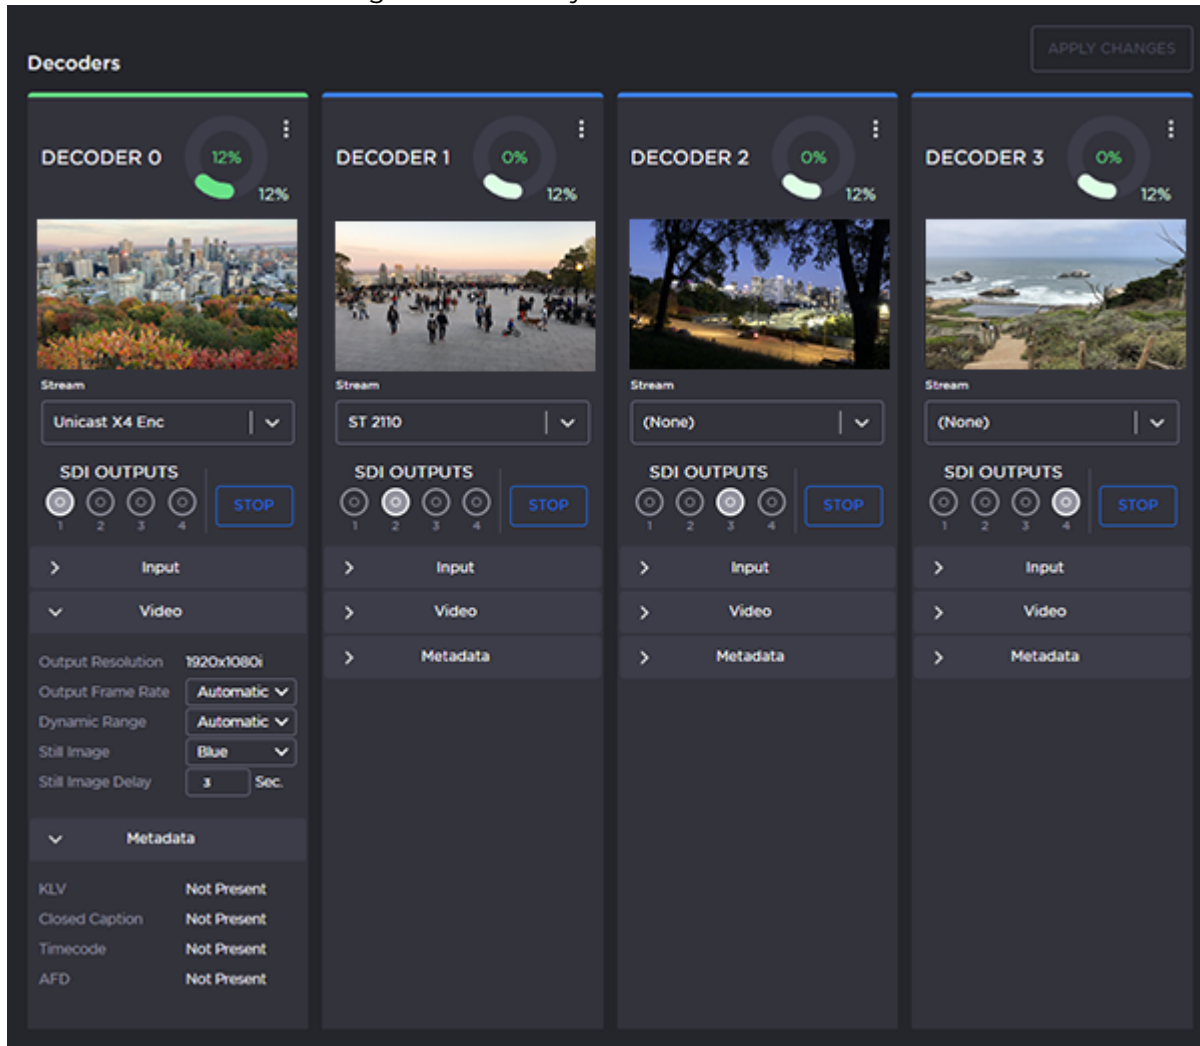 APPLY CHANGES
Decoders
DECODER 0
12%
12%
DECODER 1
0%
12%
DECODER 2
0%
12%
DECODER 3
0%
12%
Stream
Stream
Stream
Stream
Unicast X4 Enc
ST 2110
(None)
(None)
SDI OUTPUTS
1 2 3 4
STOP
SDI OUTPUTS
1 2 3 4
STOP
SDI OUTPUTS
1 2 3 4
STOP
SDI OUTPUTS
1 2 3 4
STOP
Input
Input
Input
Input
Video
Video
Video
Video
Output Resolution 1920x1080i
Output Frame Rate Automatic
Dynamic Range Automatic
Still Image Blue
Still Image Delay 3 Sec.
Metadata
KLV Not Present
Closed Caption Not Present
Timecode Not Present
AFD Not Present
Metadata
Metadata
Metadata